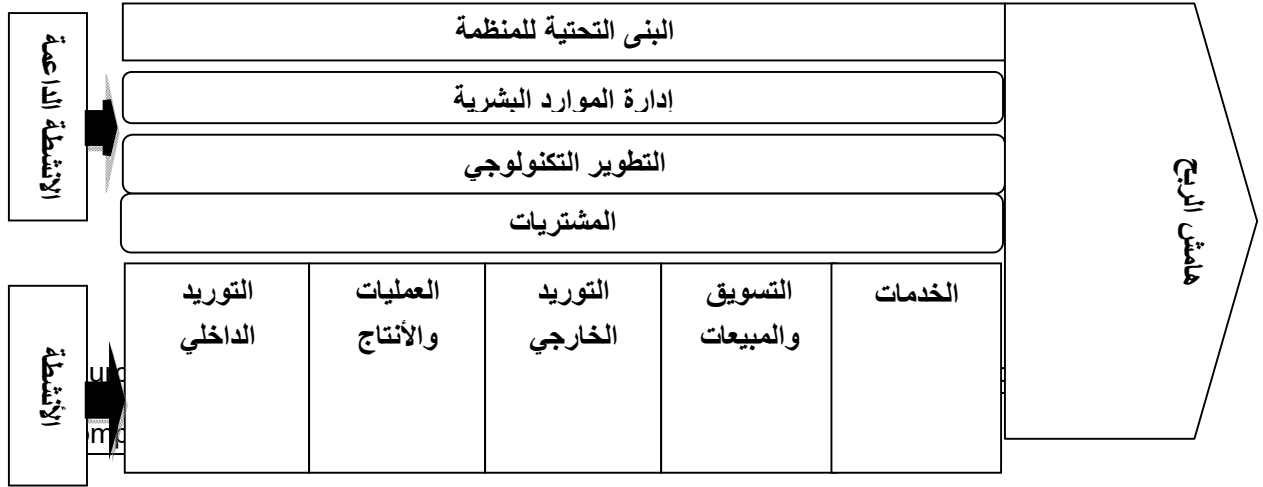 الانشطة الداعمة
البنى التحتية للمنظمة
إدارة الموارد البشرية
التطوير التكنولوجي
المشتريات
هامش الربح
الأنشطة
التوريد
الداخلي
العمليات
والأنتاج
التوريد
الخارجي
التسويق
والمبيعات
الخدمات